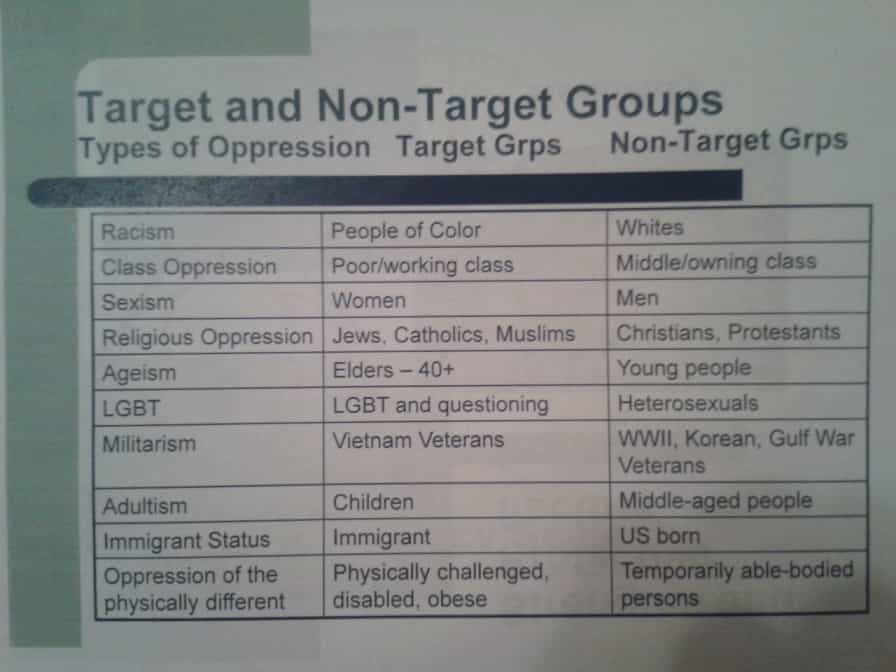 Target and Non-Target Groups
Types of Oppression Target Grps Non-Target Grps
Racism People of Color Whites
Class Oppression Poor/working class Middle/owning class
Sexism Women Men
Religious Oppression Jews, Catholics, Muslims Christians, Protestants
Ageism Elders – 40+ Young people
LGBT LGBT and questioning Heterosexuals
Militarism Vietnam Veterans WWII, Korean, Gulf War
Veterans
Adultism Children Middle-aged people
Immigrant Status Immigrant US born
Oppression of the Physically challenged, Temporarily able-bodied
physically different disabled, obese persons